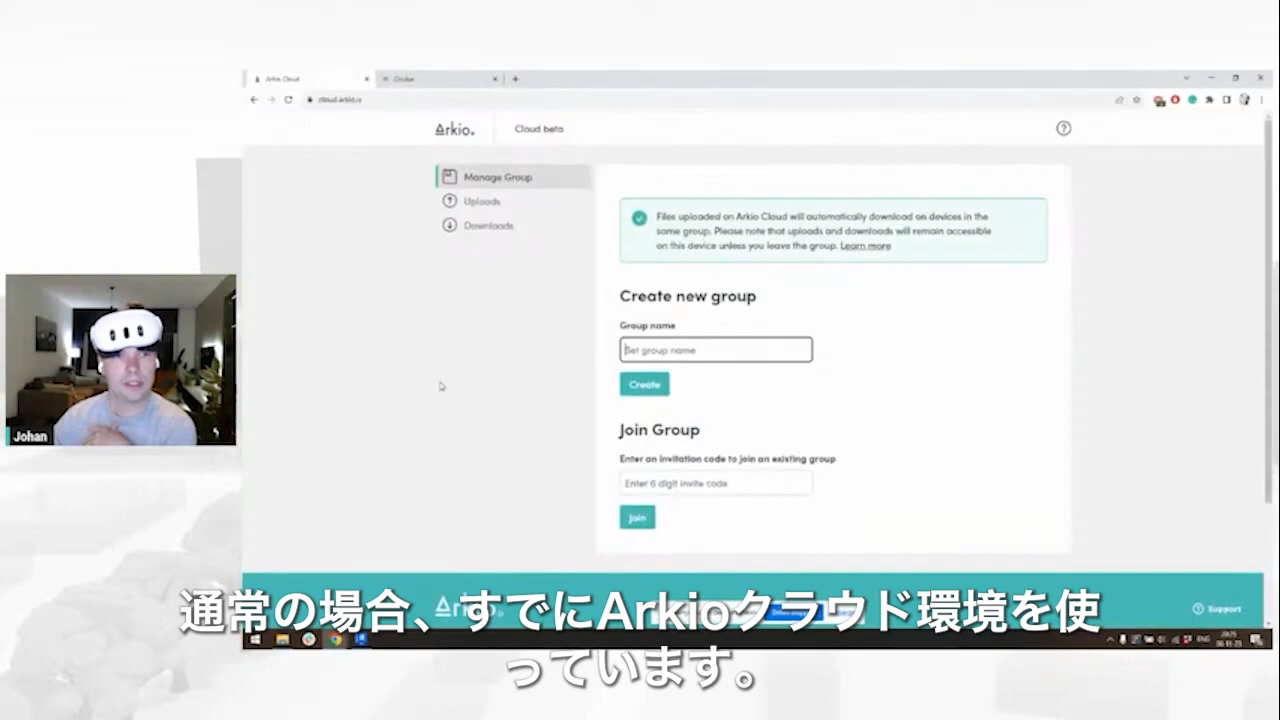 Arkio Cloud
Oculus
cloud.arkio.is
Arkio.
Cloud beta
Manage Group
Uploads
Downloads
Files uploaded on Arkio Cloud will automatically download on devices in the
same group. Please note that uploads and downloads will remain accessible
on this device unless you leave the group. Learn more
Create new group
Group name
Set group name
Create
Join Group
Enter an invitation code to join an existing group
Enter 6 digit invite code
Join
Johan
Support
通常の場合、すでにArkioクラウド環境を使
っています。
ENG